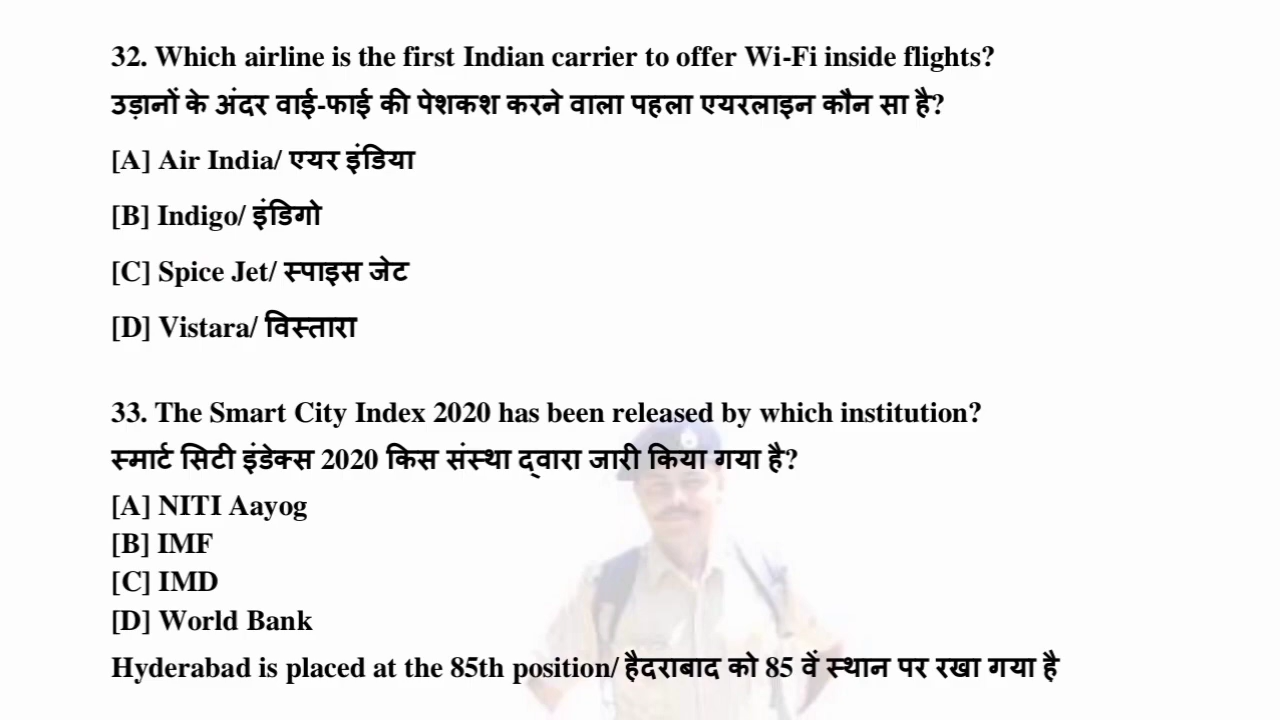 32. Which airline is the first Indian carrier to offer Wi-Fi inside flights?
उड़ानों के अंदर वाई-फाई की पेशकश करने वाला पहला एयरलाइन कौन सा है?
[A] Air India/ एयर इंडिया
[B] Indigo/ इंडिगो
[C] Spice Jet/ स्पाइस जेट
[D] Vistara/ विस्तारा
33. The Smart City Index 2020 has been released by which institution?
स्मार्ट सिटी इंडेक्स 2020 किस संस्था द्वारा जारी किया गया है?
[A] NITI Aayog
[B] IMF
[C] IMD
[D] World Bank
Hyderabad is placed at the 85th position/ हैदराबाद को 85 वें स्थान पर रखा गया है